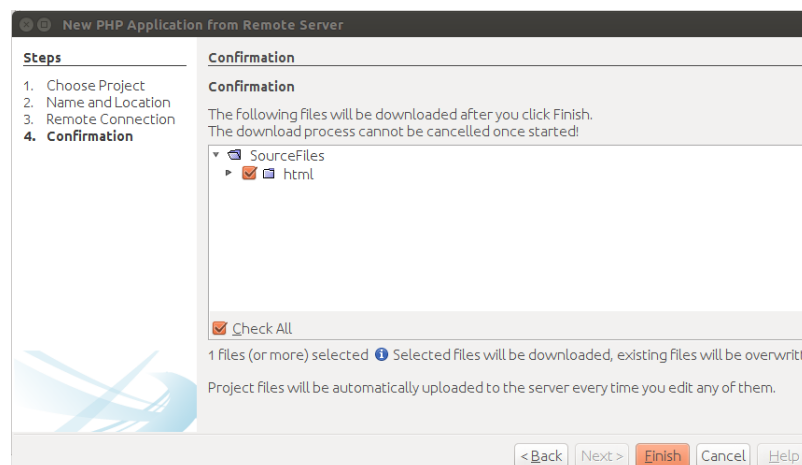 New PHP Application from Remote Server
Steps
1. Choose Project
2. Name and Location
3. Remote Connection
4. Confirmation
Confirmation
Confirmation
The following files will be downloaded after you click Finish.
The download process cannot be cancelled once started!
SourceFiles
html
Check All
1 files (or more) selected Selected files will be downloaded, existing files will be
Project files will be automatically uploaded to the server every time you edit any of them.
< Back Next > Finish Cancel Help